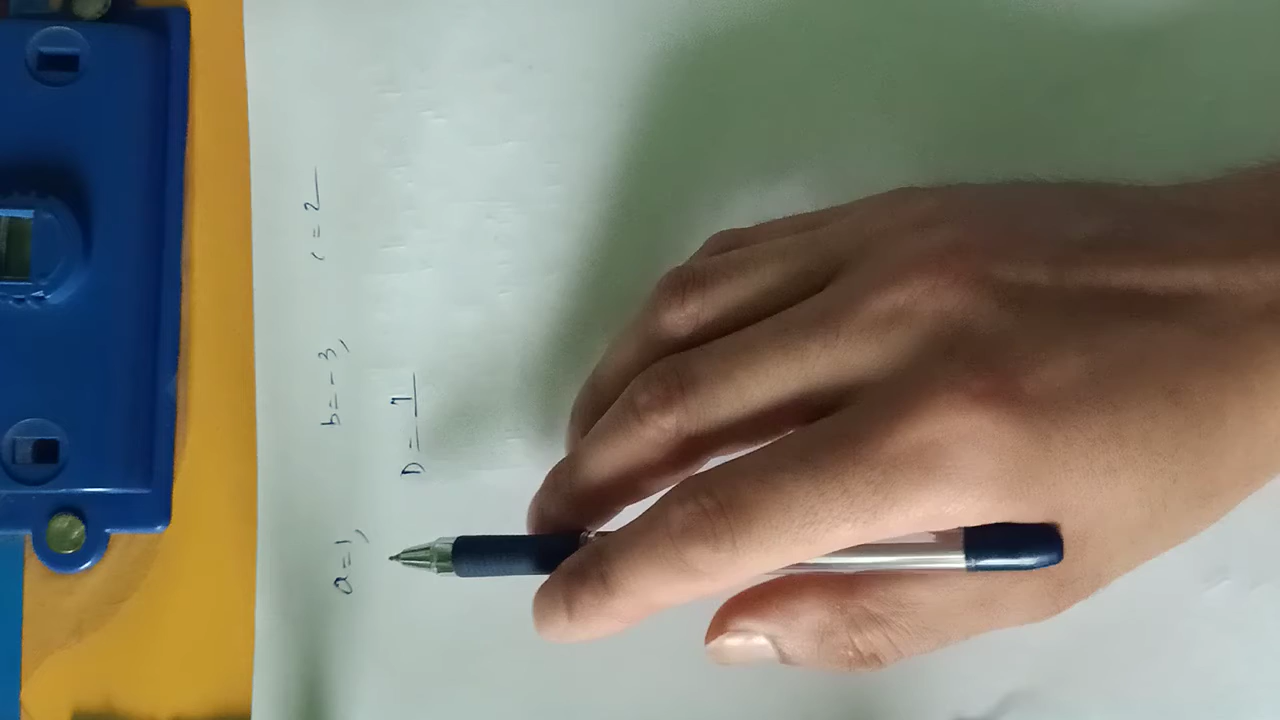 a=1, b=-3, c=2
D=1